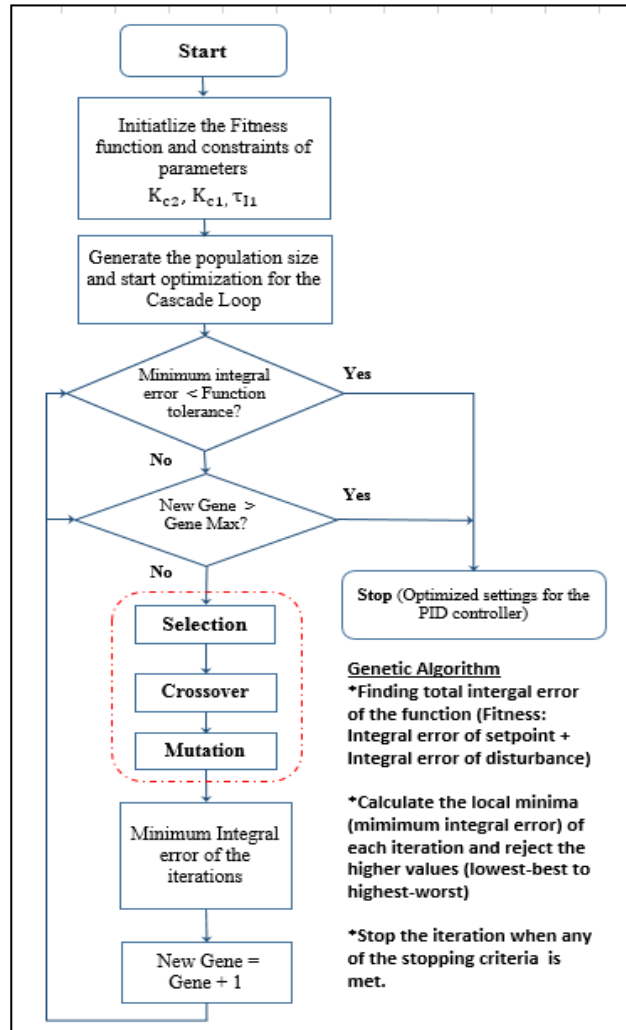 Start
Initiatlize the Fitness
function and constraints of
parameters
K_c2, K_c1, τ_I1
Generate the population size
and start optimization for the
Cascade Loop
Minimum integral
error < Function
tolerance?
Yes
No
New Gene >
Gene Max?
Yes
No
Selection
Crossover
Mutation
Minimum Integral
error of the
iterations
New Gene =
Gene + 1
Stop (Optimized settings for the
PID controller)
Genetic Algorithm
*Finding total intergal error
of the function (Fitness:
Integral error of setpoint +
Integral error of disturbance)
*Calculate the local minima
(mimimum integral error) of
each iteration and reject the
higher values (lowest-best to
highest-worst)
*Stop the iteration when any
of the stopping criteria is
met.